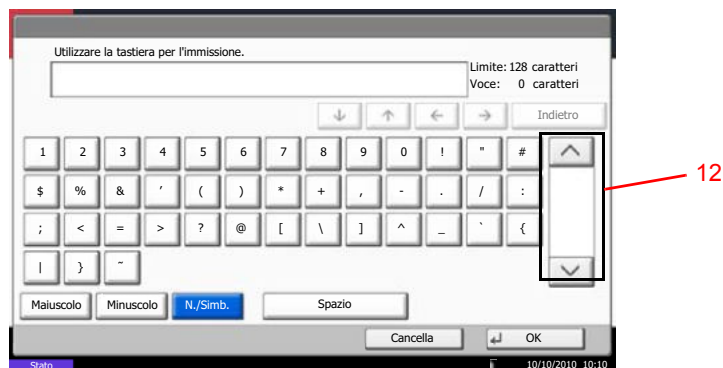 Utilizzare la tastiera per l'immissione.
Limite: 128 caratteri
Voce: 0 caratteri
↓ ↑ ← → Indietro
1 2 3 4 5 6 7 8 9 0 ! " #
$ % & ' ( ) * + , - . / :
; < = > ? @ [ \ ] ^ _ ` {
| } ~
12
Maiuscolo Minuscolo N./Simb. Spazio
Cancella OK
Stato 10/10/2010 10:10